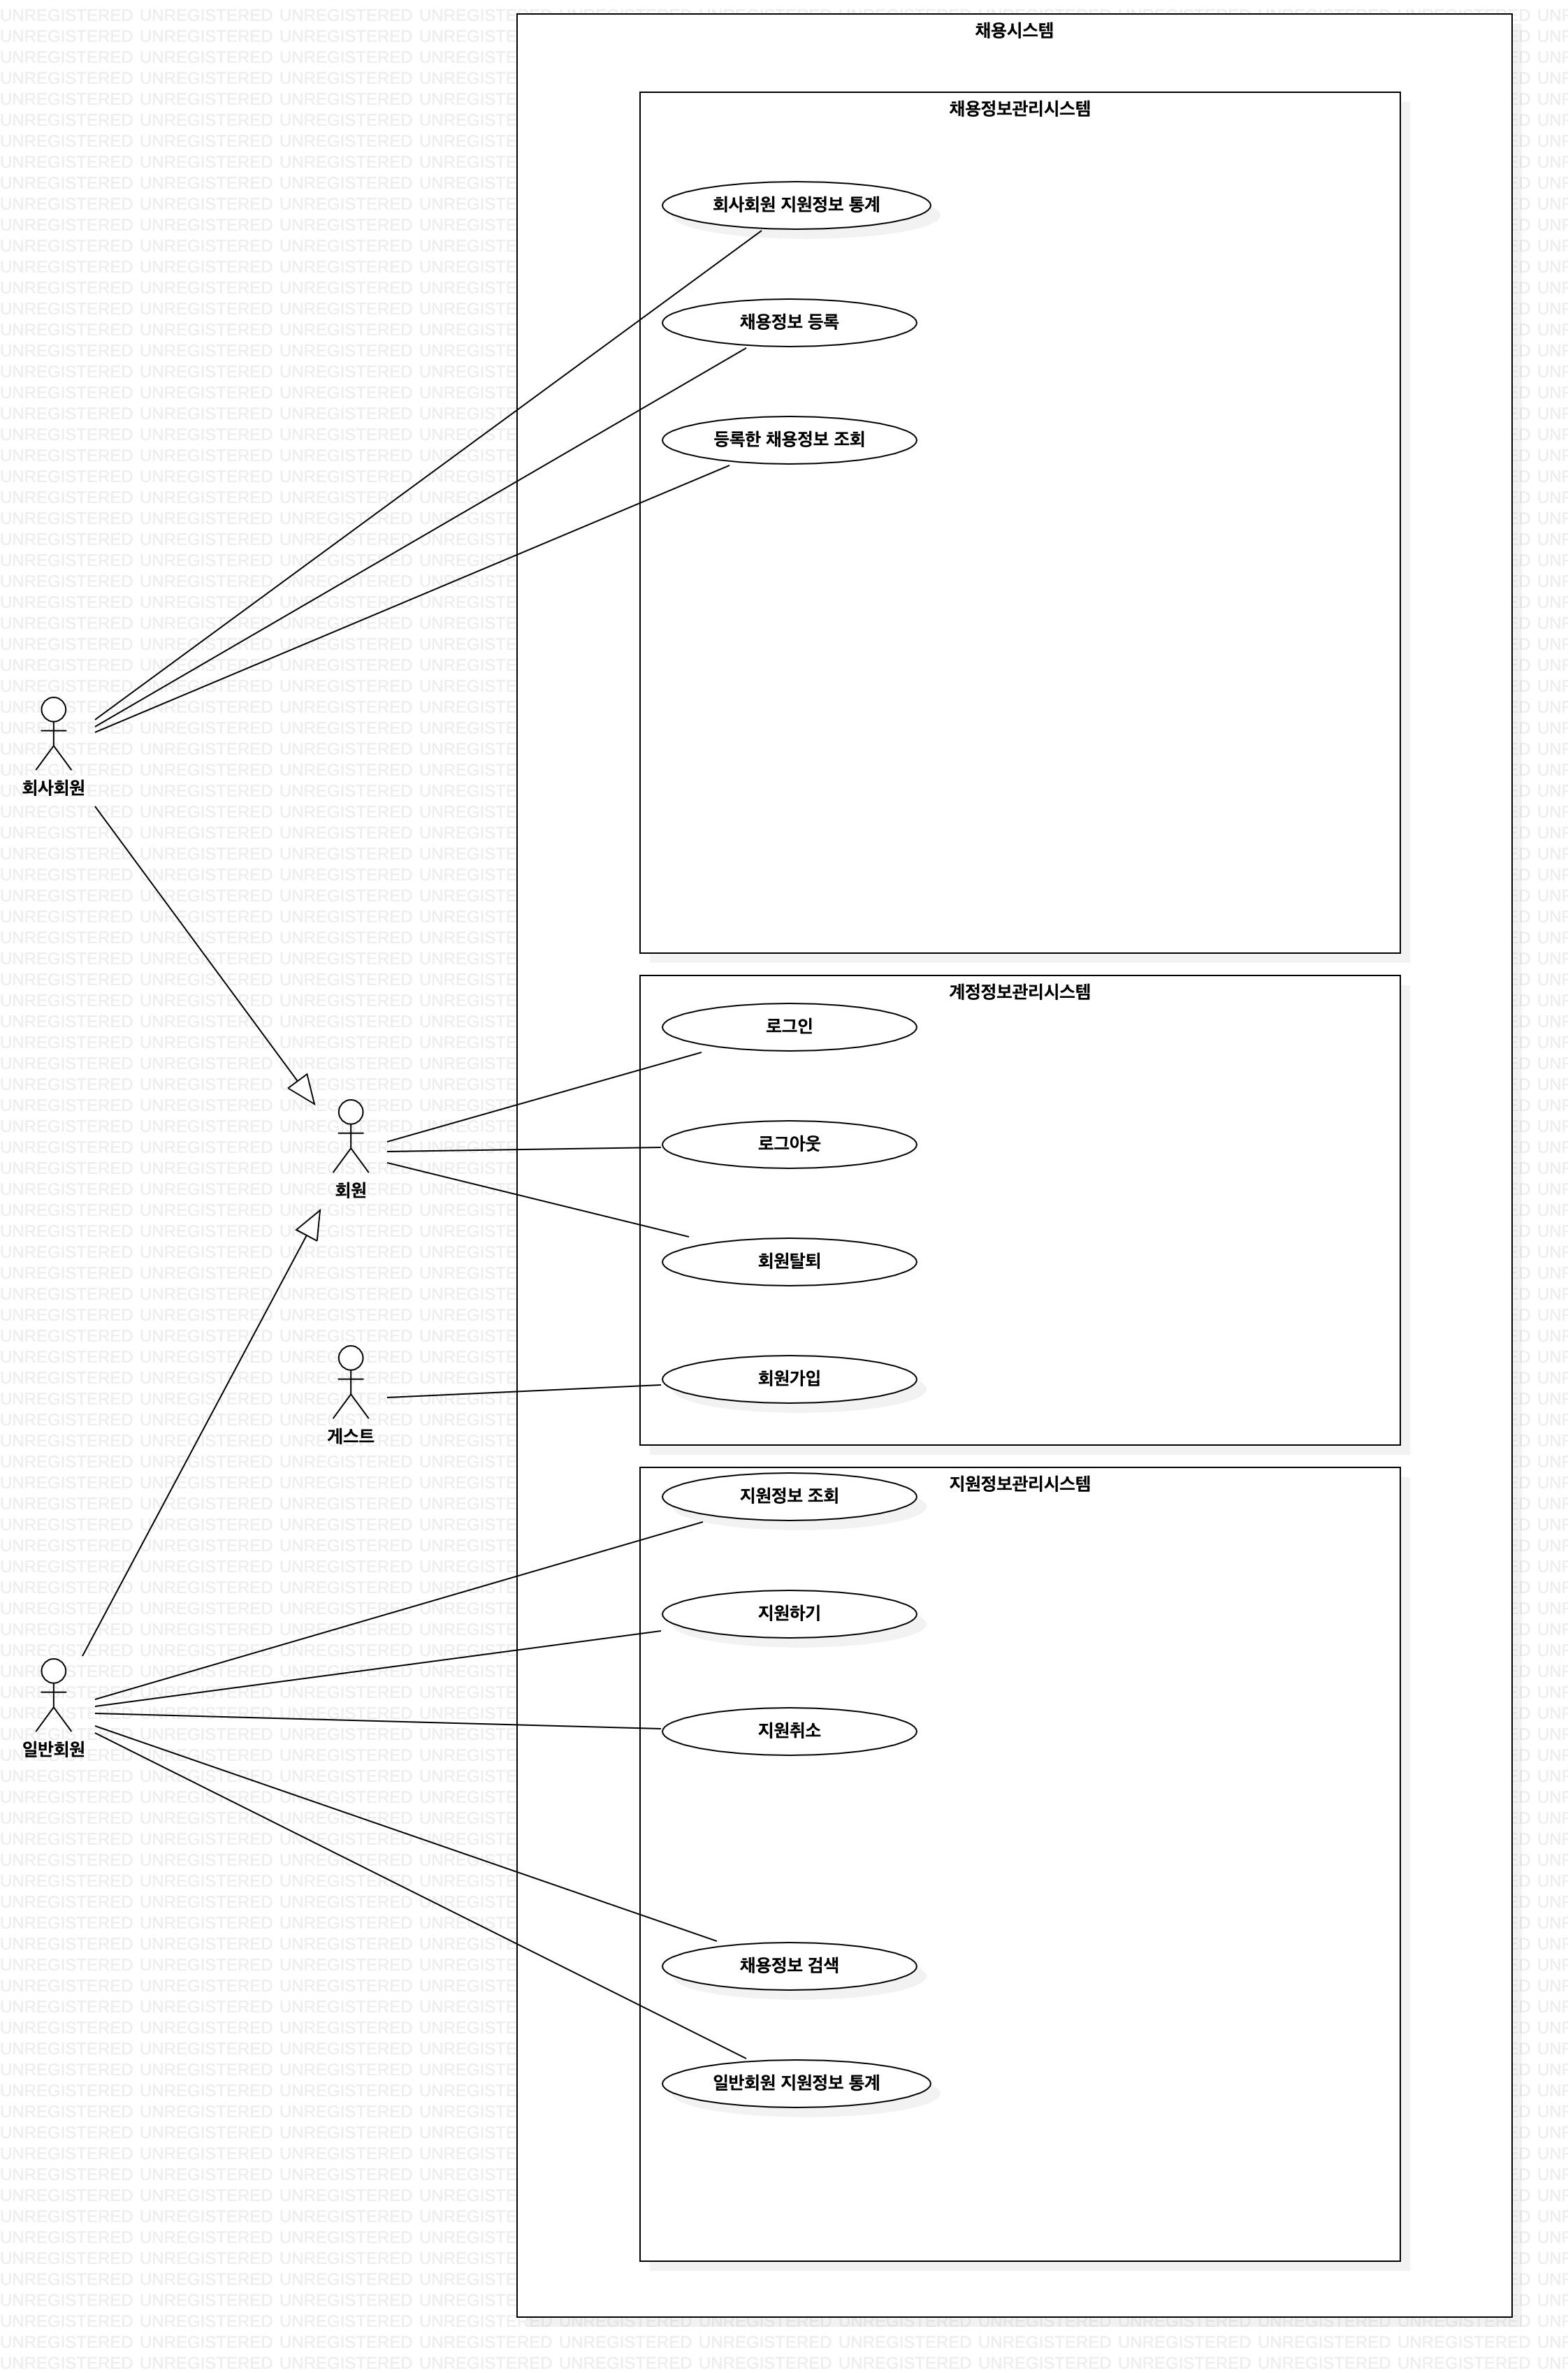 채용시스템
채용정보관리시스템
회사회원 지원정보 통계
채용정보 등록
등록한 채용정보 조회
회사회원
계정정보관리시스템
로그인
로그아웃
회원
회원탈퇴
회원가입
게스트
지원정보관리시스템
지원정보 조회
지원하기
지원취소
일반회원
채용정보 검색
일반회원 지원정보 통계
UNREGISTERED